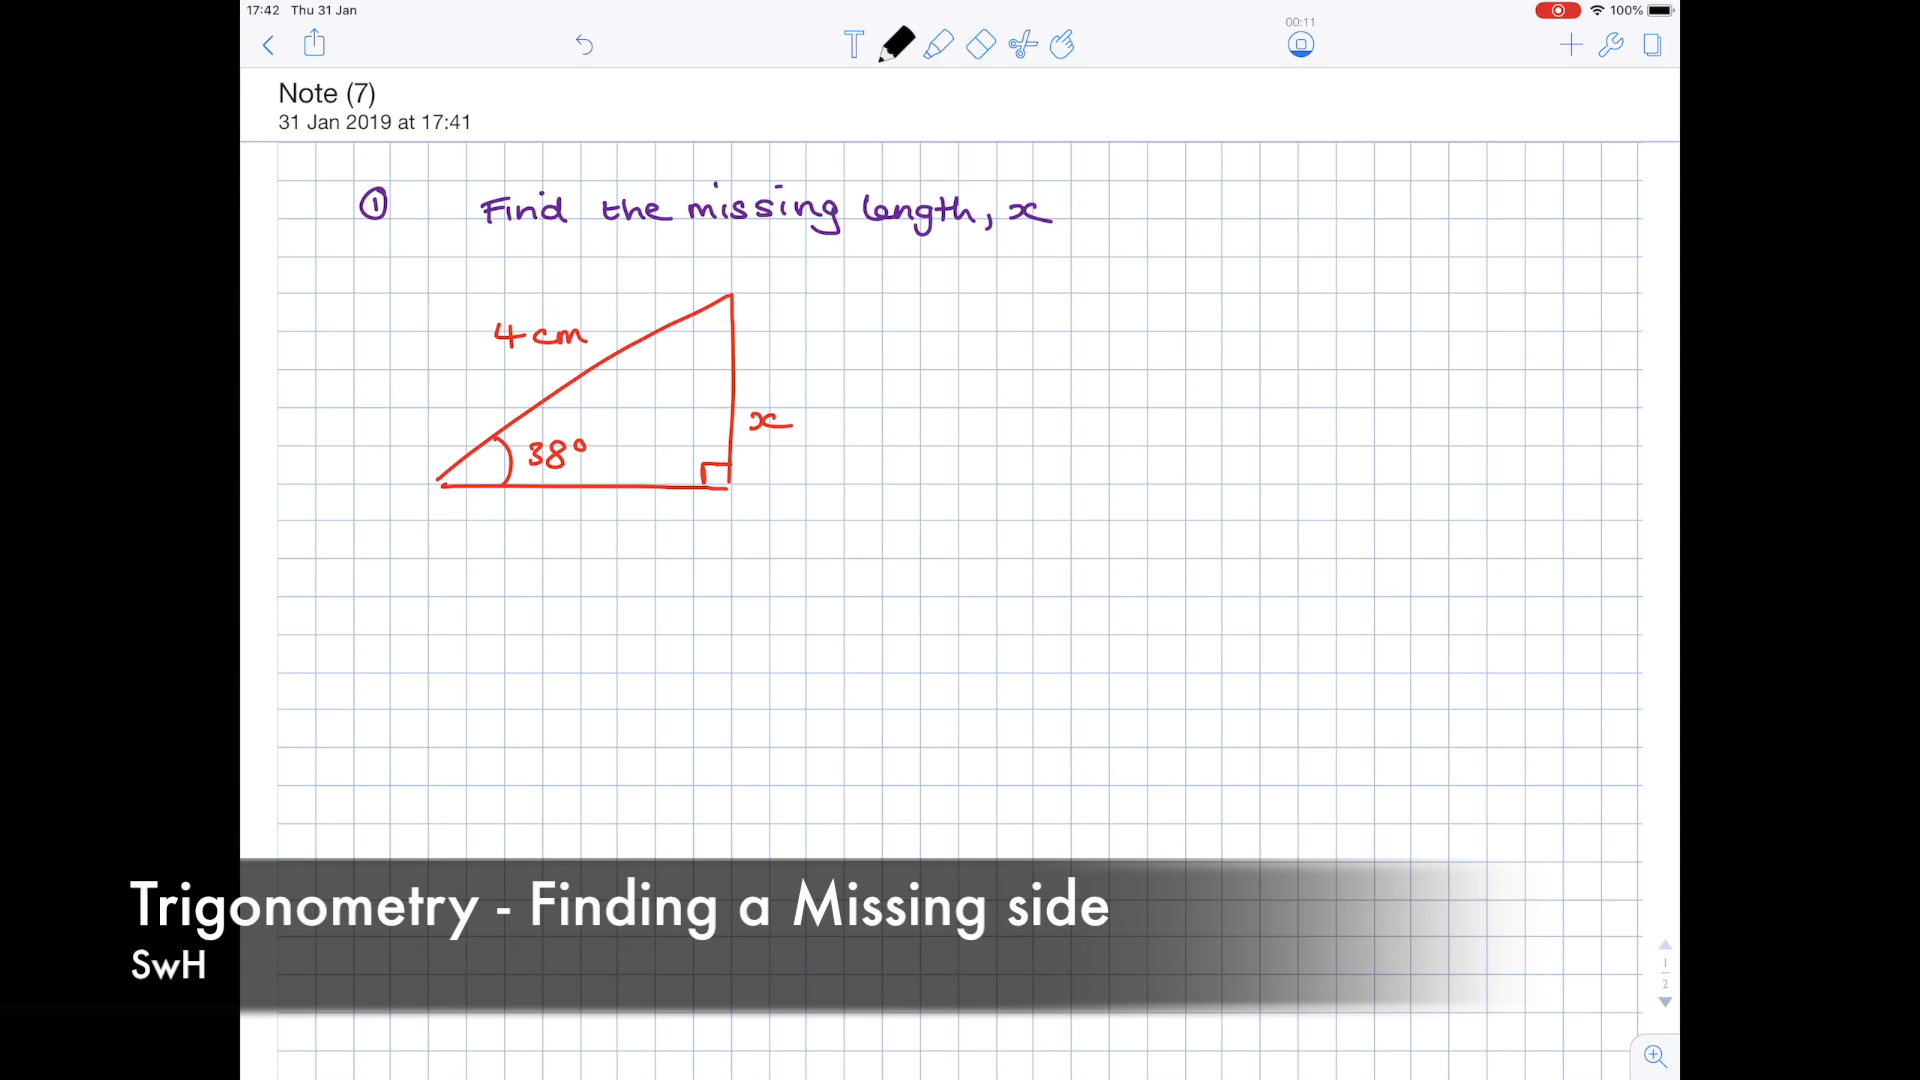 17:42 Thu 31 Jan
100%
00:11
T
Note (7)
31 Jan 2019 at 17:41
① Find the missing length, x
4 cm
x
38°
Trigonometry - Finding a Missing side
SwH
1
2